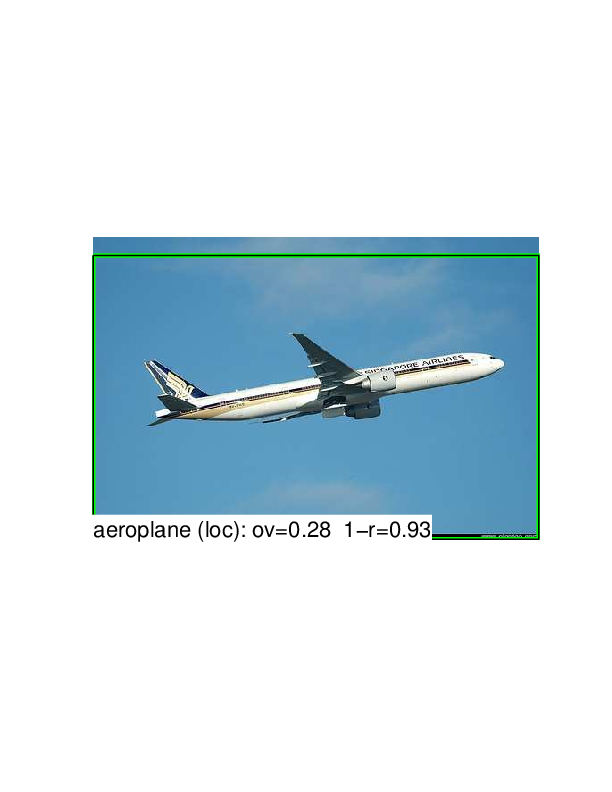 SINGAPORE AIRLINES
aeroplane (loc): ov=0.28  1−r=0.93